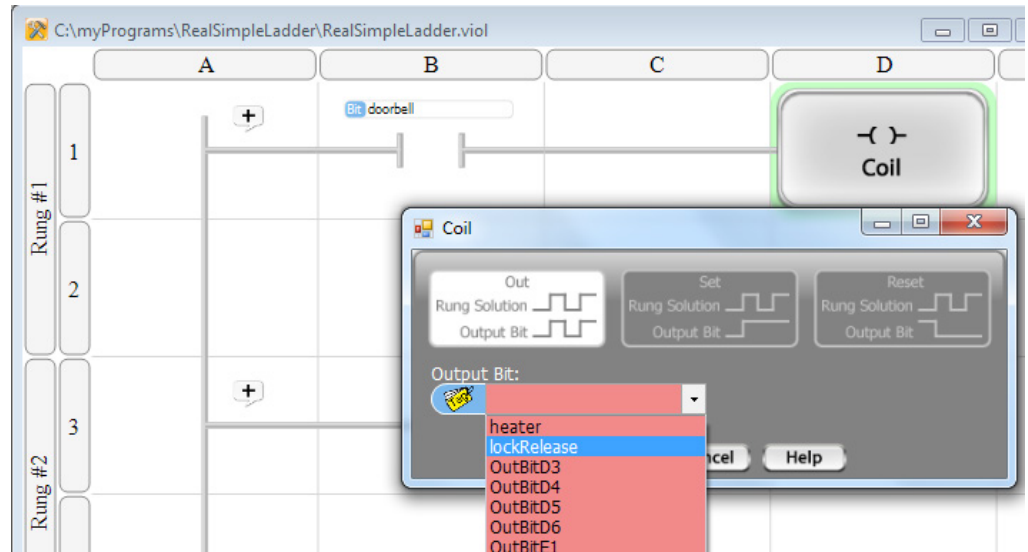 C:\myPrograms\RealSimpleLadder\RealSimpleLadder.viol
A B C D
Rung #1
1
+
Bit doorbell
Coil
2
Coil
Out
Rung Solution
Output Bit
Set
Rung Solution
Output Bit
Reset
Rung Solution
Output Bit
Output Bit:
Tags
heater
lockRelease
OutBitD3
OutBitD4
OutBitD5
OutBitD6
OutBitE1
Help
Rung #2
3
+